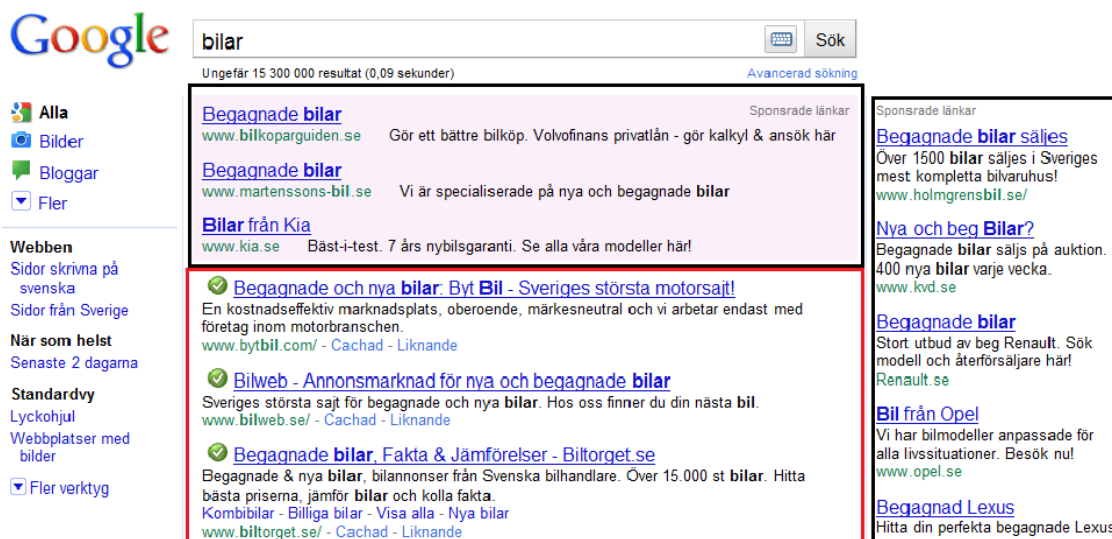 Google
bilar
Sök
Ungefär 15 300 000 resultat (0,09 sekunder)
Avancerad sökning
Alla
Bilder
Bloggar
Fler
Webben
Sidor skrivna på
svenska
Sidor från Sverige
När som helst
Senaste 2 dagarna
Standardvy
Lyckohjul
Webbplatser med
bilder
Fler verktyg
Begagnade bilar
Sponsrade länkar
www.bilkoparguiden.se Gör ett bättre bilköp. Volvofinans privatlån - gör kalkyl & ansök här
Begagnade bilar
www.martenssons-bil.se Vi är specialiserade på nya och begagnade bilar
Bilar från Kia
www.kia.se Bäst-i-test. 7 års nybilsgaranti. Se alla våra modeller här!
Begagnade och nya bilar: Byt Bil - Sveriges största motorsajt!
En kostnadseffektiv marknadsplats, oberoende, märkesneutral och vi arbetar endast med
företag inom motorbranschen.
www.bytbil.com/ - Cachad - Liknande
Bilweb - Annonsmarknad för nya och begagnade bilar
Sveriges största sajt för begagnade och nya bilar. Hos oss finner du din nästa bil.
www.bilweb.se/ - Cachad - Liknande
Begagnade bilar, Fakta & Jämförelser - Biltorget.se
Begagnade & nya bilar, bilannonser från Svenska bilhandlare. Över 15.000 st bilar. Hitta
bästa priserna, jämför bilar och kolla fakta.
Kombibilar - Billiga bilar - Visa alla - Nya bilar
www.biltorget.se/ - Cachad - Liknande
Sponsrade länkar
Begagnade bilar säljes
Över 1500 bilar säljes i Sveriges
mest kompletta bilvaruhus!
www.holmgrensbil.se/
Nya och beg Bilar?
Begagnade bilar säljs på auktion.
400 nya bilar varje vecka.
www.kvd.se
Begagnade bilar
Stort utbud av beg Renault. Sök
modell och återförsäljare här!
Renault.se
Bil från Opel
Vi har bilmodeller anpassade för
alla livssituationer. Besök nu!
www.opel.se
Begagnad Lexus
Hitta din perfekta begagnade Lexus